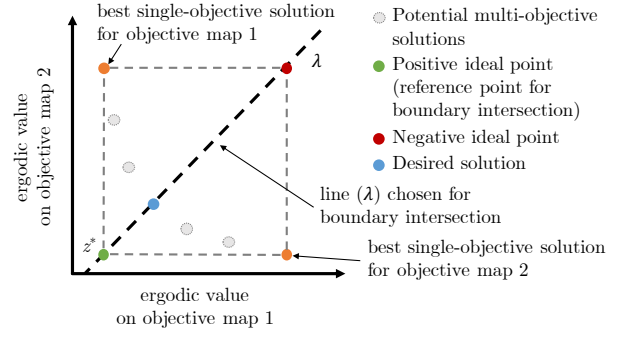 best single-objective solution
for objective map 1
λ
ergodic value
on objective map 2
z*
Potential multi-objective
solutions
Positive ideal point
(reference point for
boundary intersection)
Negative ideal point
Desired solution
line (λ) chosen for
boundary intersection
best single-objective solution
for objective map 2
ergodic value
on objective map 1